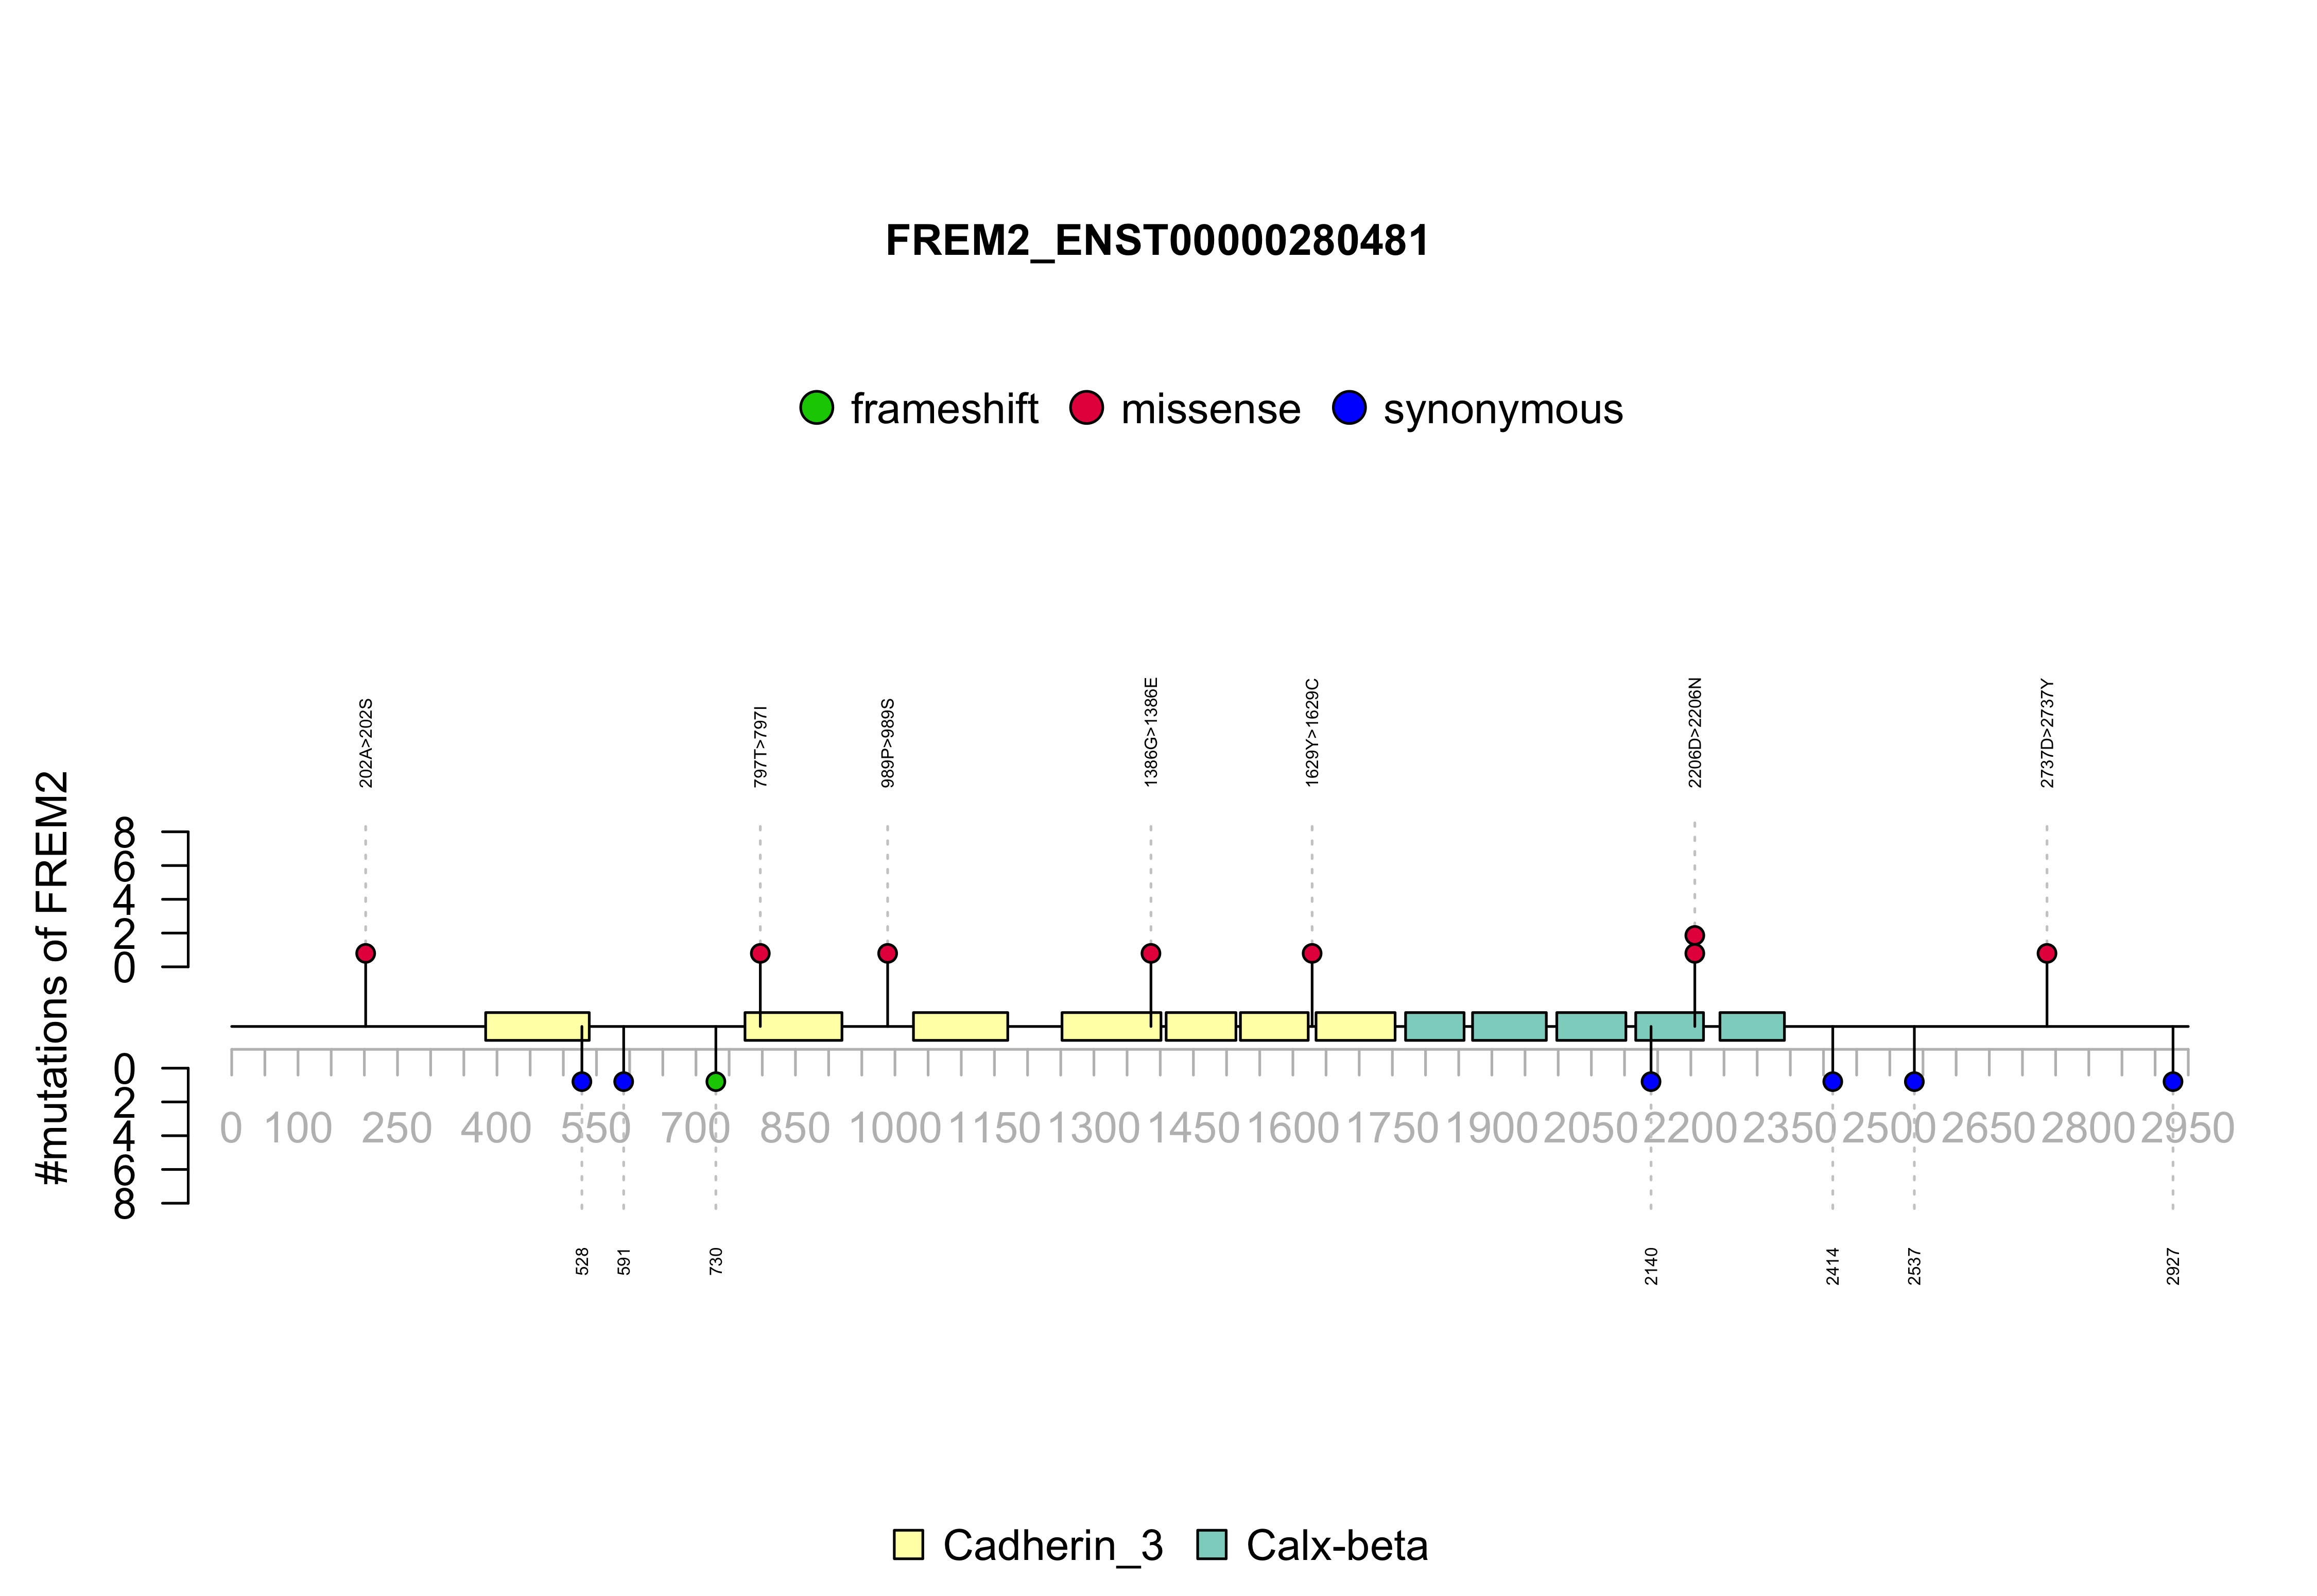 FREM2_ENST00000280481
frameshift missense synonymous
202A>202S
797T>797I
989P>989S
1386G>1386E
1629Y>1629C
2206D>2206N
2737D>2737Y
#mutations of FREM2
8
6
4
2
0
0
2
4
6
8
0 100 250 400 550 700 850 1000 1150 1300 1450 1600 1750 1900 2050 2200 2350 2500 2650 2800 2950
528
591
730
2140
2414
2537
2927
Cadherin_3 Calx-beta